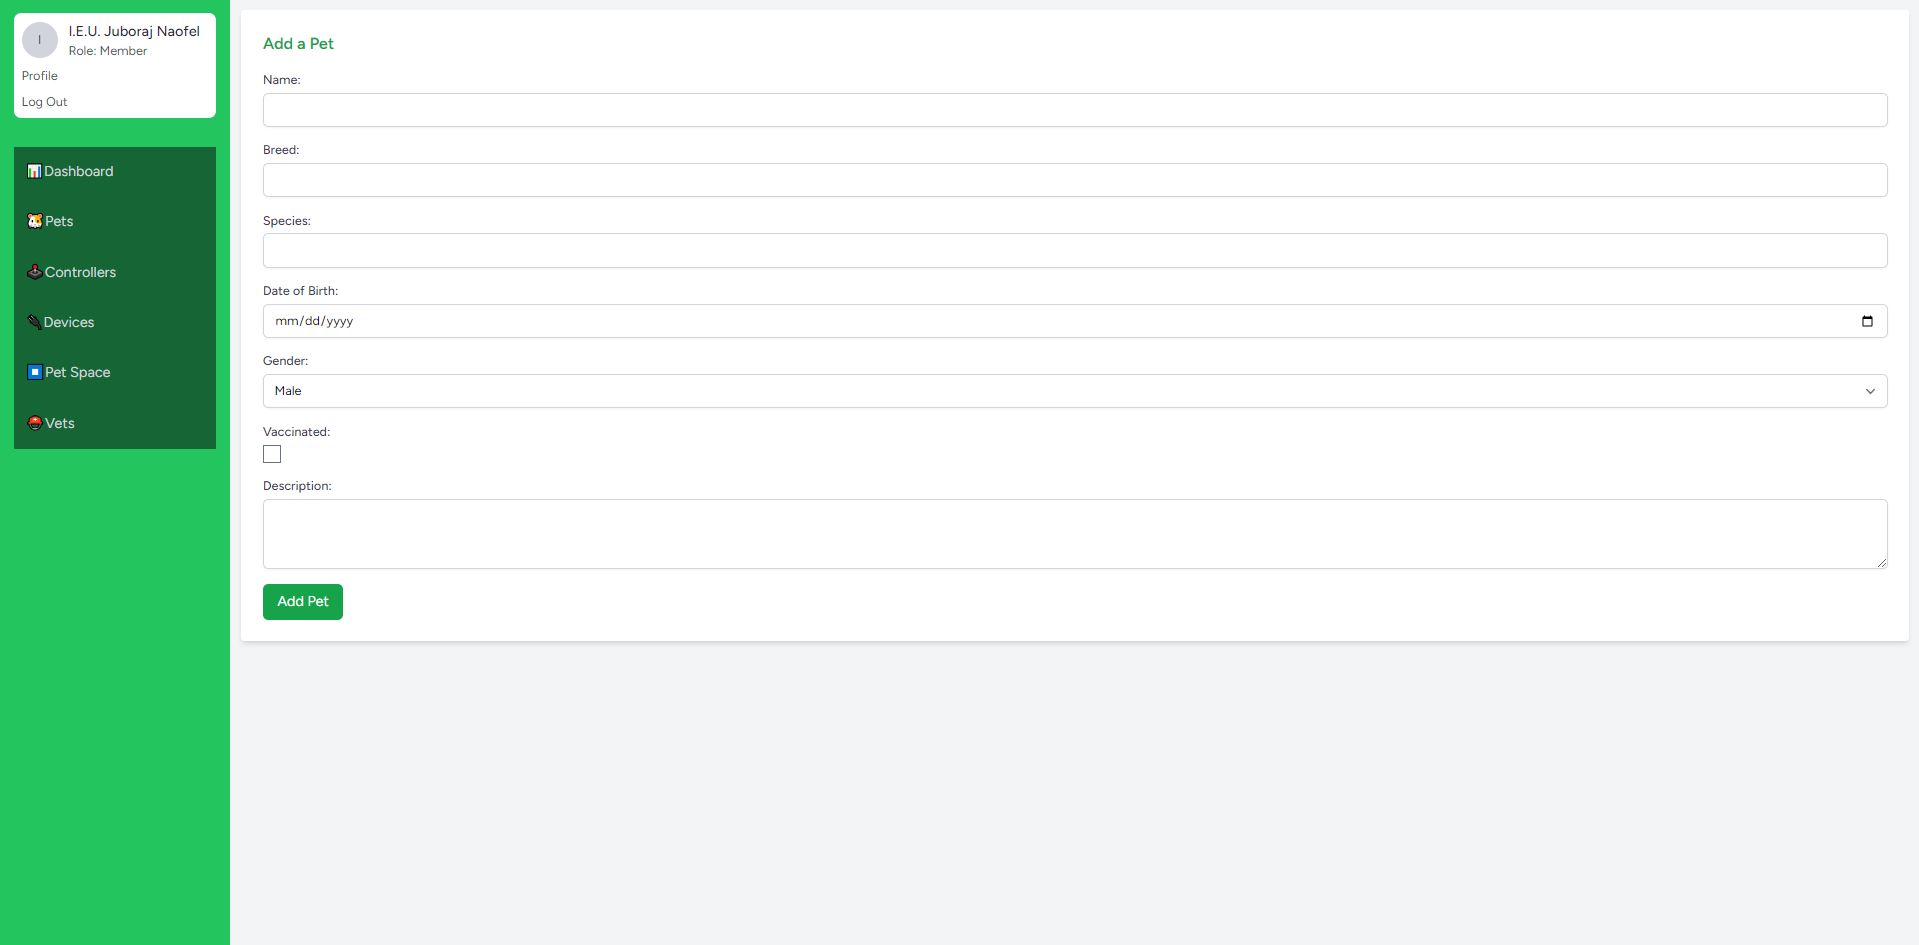 I
I.E.U. Juboraj Naofel
Role: Member
Profile
Log Out
Dashboard
Pets
Controllers
Devices
Pet Space
Vets
Add a Pet
Name:
Breed:
Species:
Date of Birth:
mm/dd/yyyy
Gender:
Male
Vaccinated:
Description:
Add Pet